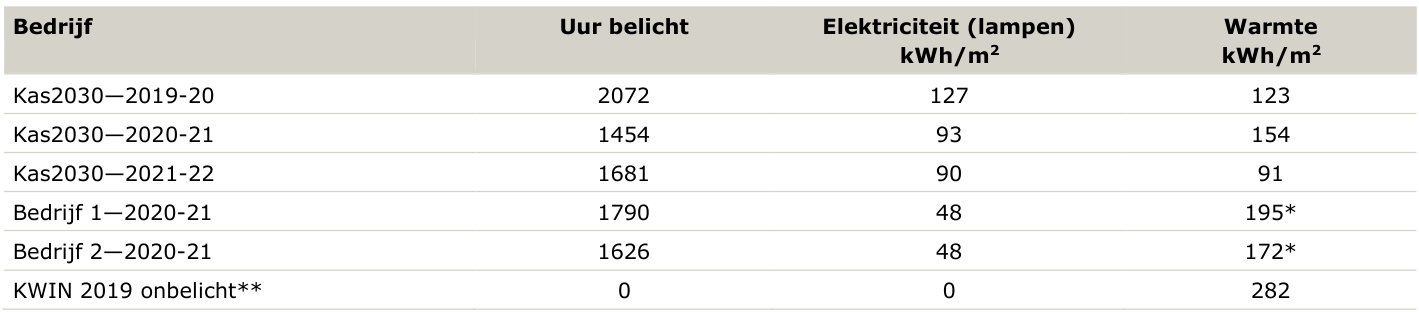 Bedrijf Uur belicht Elektriciteit (lampen) kWh/m² Warmte kWh/m²
Kas2030—2019-20 2072 127 123
Kas2030—2020-21 1454 93 154
Kas2030—2021-22 1681 90 91
Bedrijf 1—2020-21 1790 48 195*
Bedrijf 2—2020-21 1626 48 172*
KWIN 2019 onbelicht** 0 0 282